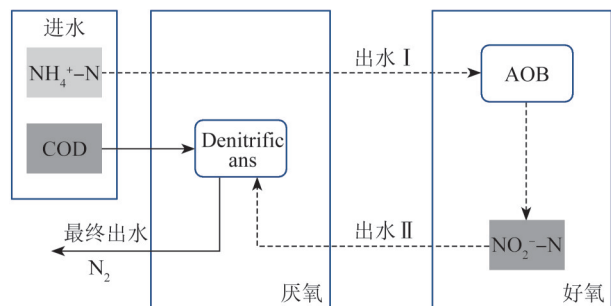 进水
NH₄⁺–N
COD
出水 Ⅰ
AOB
Denitrific
ans
最终出水
N₂
出水 Ⅱ
NO₂⁻–N
厌氧
好氧